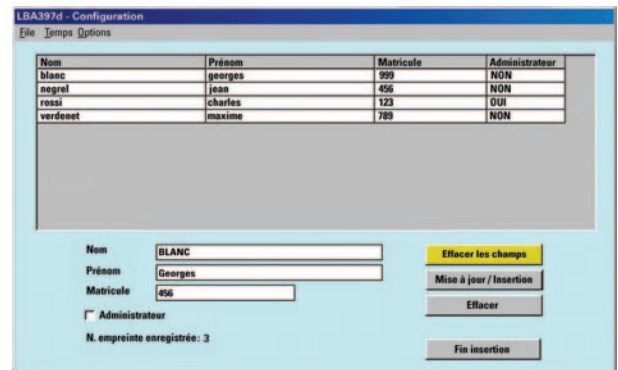 LBA397d - Configuration
File Temps Options
Nom Prénom Matricule Administrateur
blanc georges 999 NON
negrel jean 456 NON
rossi charles 123 OUI
verdenet maxime 789 NON
Nom BLANC Effacer les champs
Prénom Georges Mise à jour / Insertion
Matricule 456 Effacer
Administrateur
N. empreinte enregistrée: 3 Fin insertion